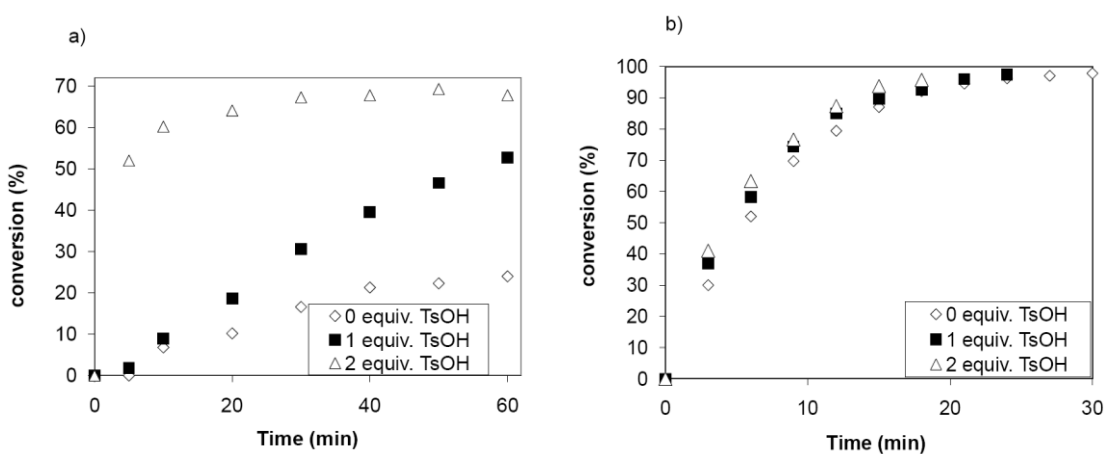 a)
70
60
50
40
30
20
10
0
conversion (%)
0 equiv. TsOH
1 equiv. TsOH
2 equiv. TsOH
0 20 40 60
Time (min)
b)
100
90
80
70
60
50
40
30
20
10
0
conversion (%)
0 equiv. TsOH
1 equiv. TsOH
2 equiv. TsOH
0 10 20 30
Time (min)